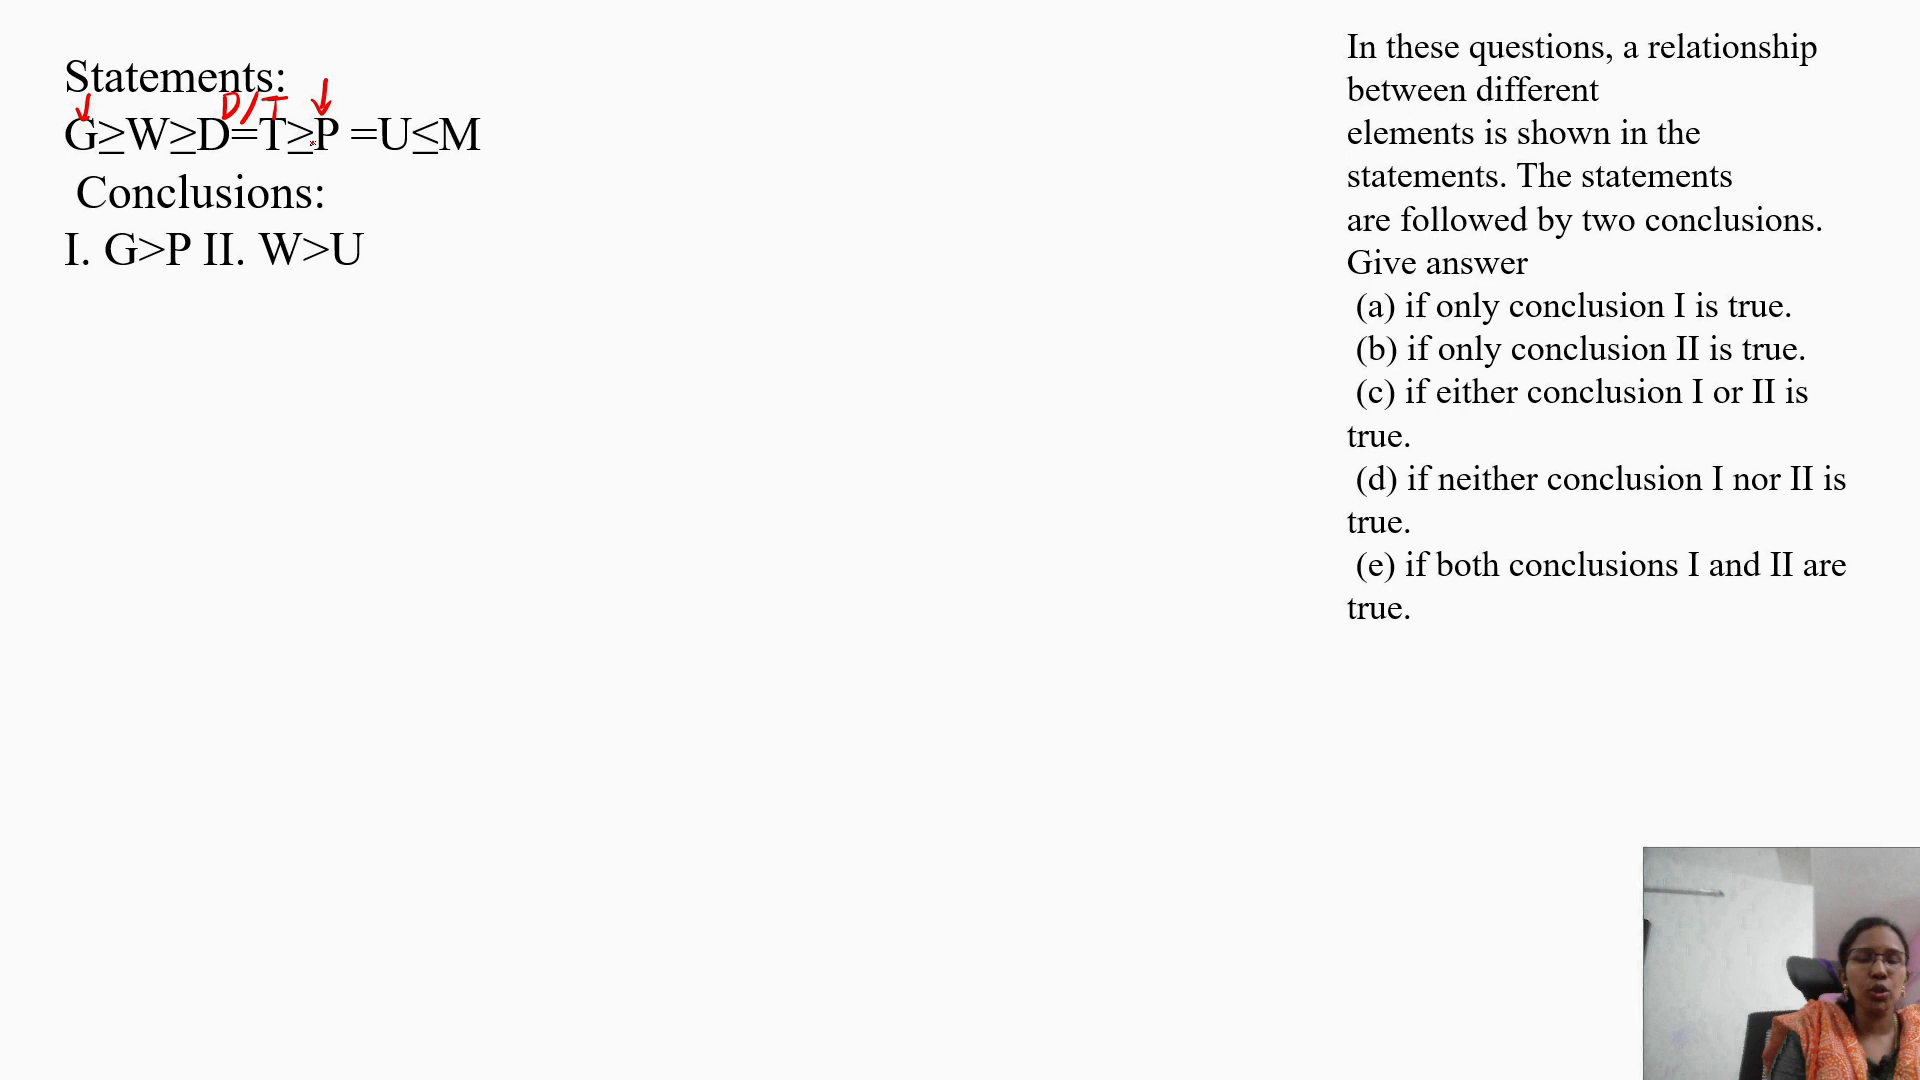 Statements:
D/T
G≥W≥D=T≥P =U≤M
Conclusions:
I. G>P II. W>U
In these questions, a relationship
between different
elements is shown in the
statements. The statements
are followed by two conclusions.
Give answer
(a) if only conclusion I is true.
(b) if only conclusion II is true.
(c) if either conclusion I or II is
true.
(d) if neither conclusion I nor II is
true.
(e) if both conclusions I and II are
true.